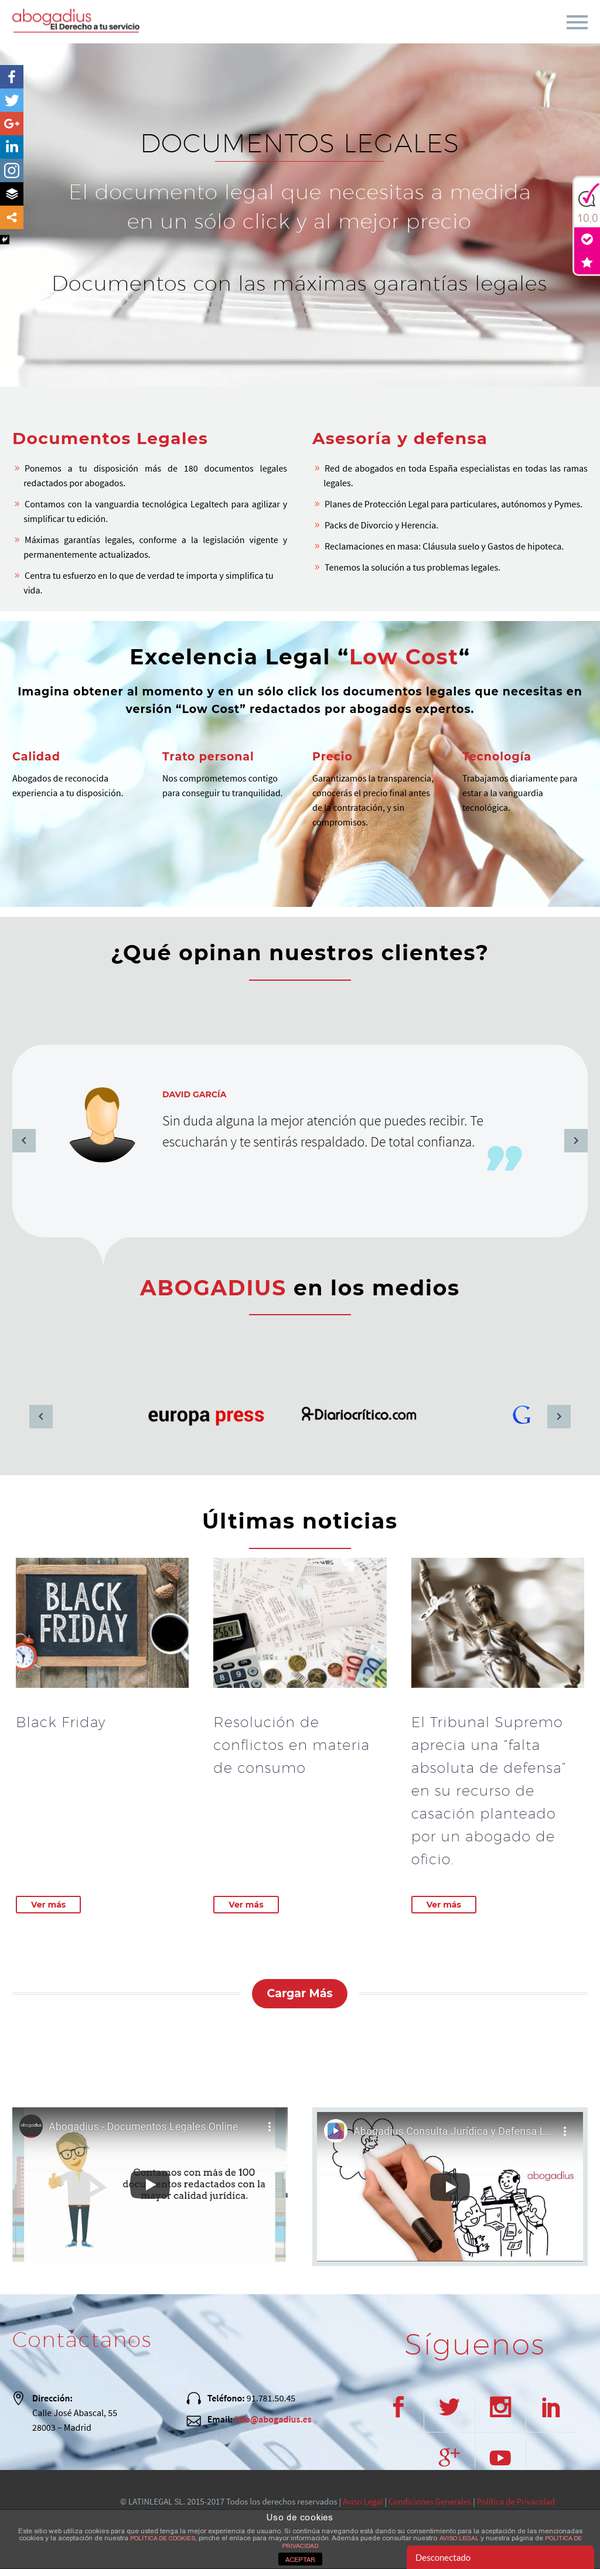 abogadius
El Derecho a tu servicio
DOCUMENTOS LEGALES
El documento legal que necesitas a medida
en un sólo click y al mejor precio
Documentos con las máximas garantías legales
10,0
Documentos Legales
» Ponemos a tu disposición más de 180 documentos legales
redactados por abogados.
» Contamos con la vanguardia tecnológica Legaltech para agilizar y
simplificar tu edición.
» Máximas garantías legales, conforme a la legislación vigente y
permanentemente actualizados.
» Centra tu esfuerzo en lo que de verdad te importa y simplifica tu
vida.
Asesoría y defensa
» Red de abogados en toda España especialistas en todas las ramas
legales.
» Planes de Protección Legal para particulares, autónomos y Pymes.
» Packs de Divorcio y Herencia.
» Reclamaciones en masa: Cláusula suelo y Gastos de hipoteca.
» Tenemos la solución a tus problemas legales.
Excelencia Legal “Low Cost“
Imagina obtener al momento y en un sólo click los documentos legales que necesitas en
versión “Low Cost” redactados por abogados expertos.
Calidad
Abogados de reconocida
experiencia a tu disposición.
Trato personal
Nos comprometemos contigo
para conseguir tu tranquilidad.
Precio
Garantizamos la transparencia,
conocerás el precio final antes
de la contratación, y sin
compromisos.
Tecnología
Trabajamos diariamente para
estar a la vanguardia
tecnológica.
¿Qué opinan nuestros clientes?
DAVID GARCÍA
Sin duda alguna la mejor atención que puedes recibir. Te
escucharán y te sentirás respaldado. De total confianza.
ABOGADIUS en los medios
europa press
Diariocrítico.com
G
Últimas noticias
BLACK
FRIDAY
Black Friday
Resolución de
conflictos en materia
de consumo
El Tribunal Supremo
aprecia una “falta
absoluta de defensa”
en su recurso de
casación planteado
por un abogado de
oficio.
Ver más
Ver más
Ver más
Cargar Más
Abogadius - Documentos Legales Online
Contamos con más de 100
documentos redactados con la
mayor calidad jurídica.
Abogadius Consulta Jurídica y Defensa L...
abogadius
Contáctanos
Dirección:
Calle José Abascal, 55
28003 – Madrid
Teléfono: 91.781.50.45
Email: info@abogadius.es
Síguenos
© LATINLEGAL SL. 2015-2017 Todos los derechos reservados | Aviso Legal | Condiciones Generales | Política de Privacidad
Uso de cookies
Este sitio web utiliza cookies para que usted tenga la mejor experiencia de usuario. Si continúa navegando está dando su consentimiento para la aceptación de las mencionadas
cookies y la aceptación de nuestra POLITICA DE COOKIES, pinche el enlace para mayor información. Además puede consultar nuestro AVISO LEGAL y nuestra página de POLITICA DE
PRIVACIDAD
ACEPTAR
Desconectado